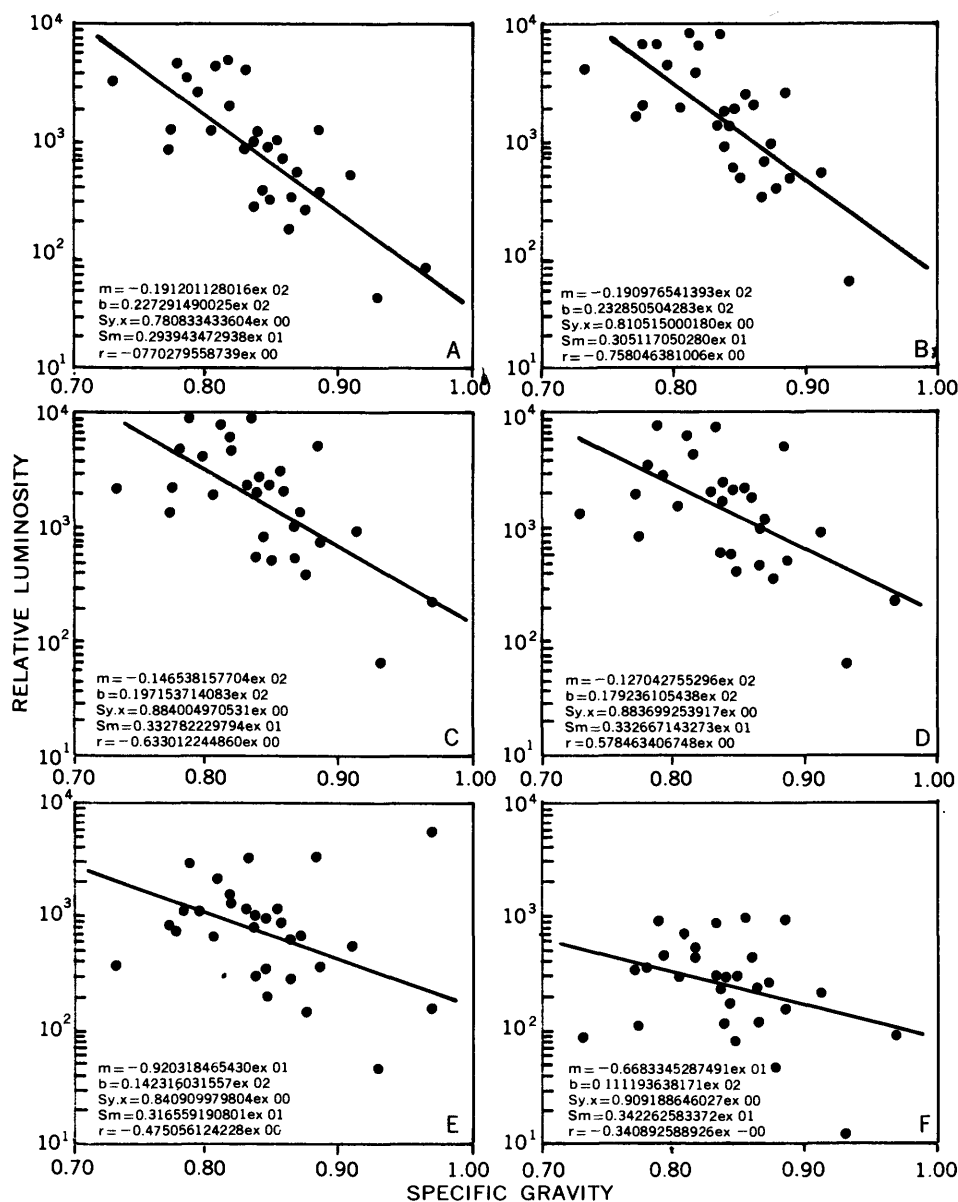 RELATIVE LUMINOSITY
10⁴
10³
10²
10¹
m=−0.191201128016ex 02
b=0.227291490025ex 02
Sy.x=0.780833433604ex 00
Sm=0.293943472938ex 01
r=−0770279558739ex 00
A
0.70 0.80 0.90 1.00
10⁴
10³
10²
10¹
m=−0.190976541393ex 02
b=0.232850504283ex 02
Sy.x=0.810515000180ex 00
Sm=0.305117050280ex 01
r=−0.758046381006ex 00
B
0.70 0.80 0.90 1.00
10⁴
10³
10²
10¹
m=−0.146538157704ex 02
b=0.197153714083ex 02
Sy.x=0.884004970531ex 00
Sm=0.332782229794ex 01
r=−0.633012244860ex 00
C
0.70 0.80 0.90 1.00
10⁴
10³
10²
10¹
m=−0.127042755296ex 02
b=0.179236105438ex 02
Sy.x=0.883699253917ex 00
Sm=0.332667143273ex 01
r=0.578463406748ex 00
D
0.70 0.80 0.90 1.00
10⁴
10³
10²
10¹
m=−0.920318465430ex 01
b=0.142316031557ex 02
Sy.x=0.840909979804ex 00
Sm=0.316559190801ex 01
r=−0.475056124228ex 00
E
0.70 0.80 0.90 1.00
10⁴
10³
10²
10¹
m=−0.6683345287491ex 01
b=0.111193638171ex 02
Sy.x=0.909188646027ex 00
Sm=0.342262583372ex 01
r=−0.340892588926ex −00
F
0.70 0.80 0.90 1.00
SPECIFIC GRAVITY